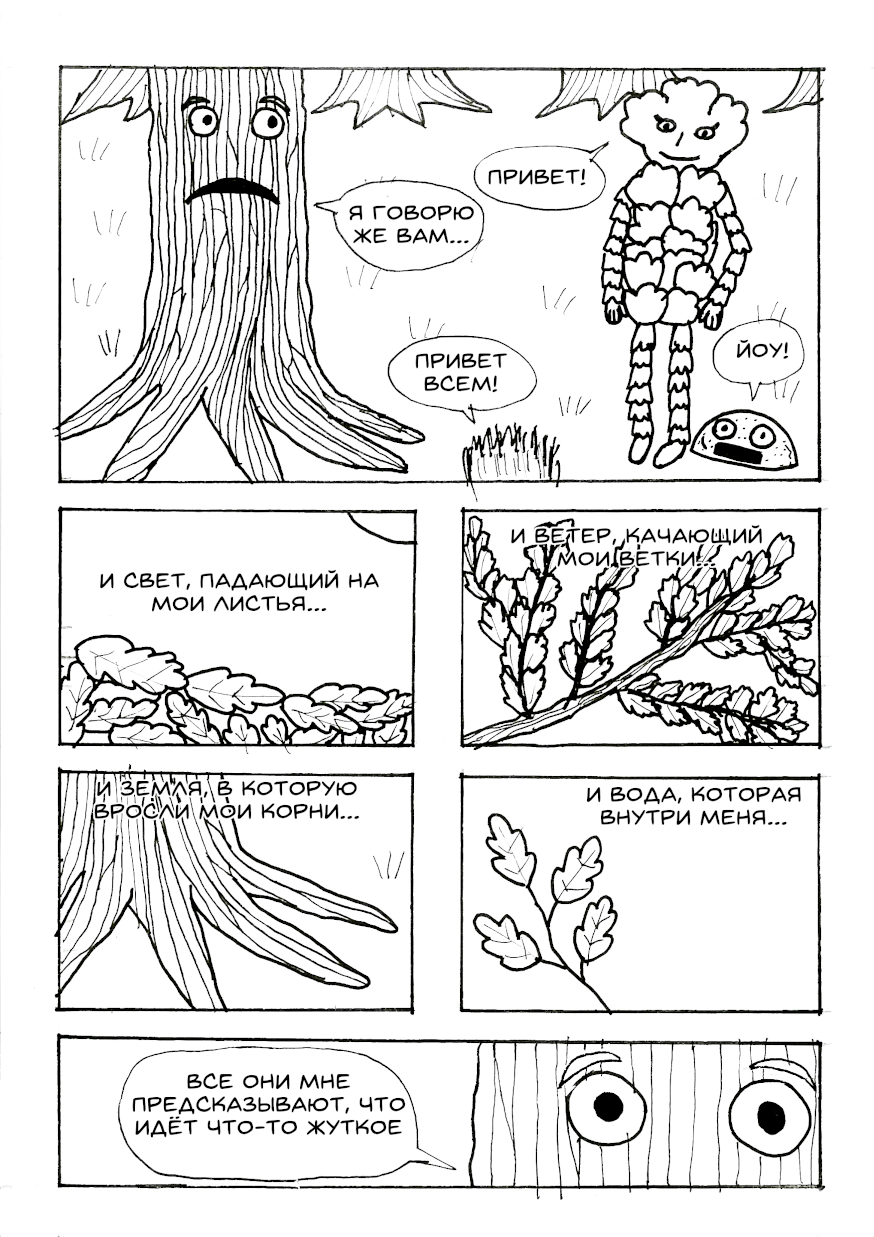 ПРИВЕТ!
Я ГОВОРЮ
ЖЕ ВАМ...
ПРИВЕТ
ВСЕМ!
ЙОУ!
И СВЕТ, ПАДАЮЩИЙ НА
МОИ ЛИСТЬЯ...
И ВЕТЕР, КАЧАЮЩИЙ
МОИ ВЕТКИ...
И ЗЕМЛЯ, В КОТОРУЮ
ВРОСЛИ МОИ КОРНИ...
И ВОДА, КОТОРАЯ
ВНУТРИ МЕНЯ...
ВСЕ ОНИ МНЕ
ПРЕДСКАЗЫВАЮТ, ЧТО
ИДЁТ ЧТО-ТО ЖУТКОЕ